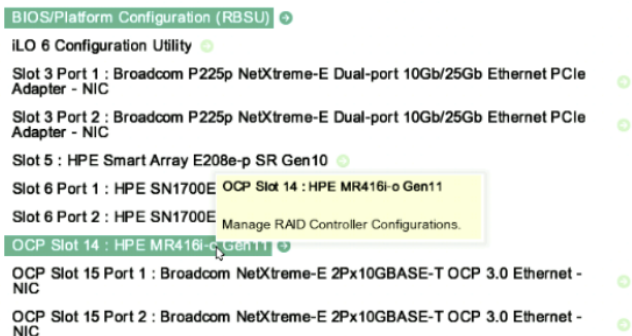 BIOS/Platform Configuration (RBSU)
iLO 6 Configuration Utility
Slot 3 Port 1 : Broadcom P225p NetXtreme-E Dual-port 10Gb/25Gb Ethernet PCIe
Adapter - NIC
Slot 3 Port 2 : Broadcom P225p NetXtreme-E Dual-port 10Gb/25Gb Ethernet PCIe
Adapter - NIC
Slot 5 : HPE Smart Array E208e-p SR Gen10
Slot 6 Port 1 : HPE SN1700E
OCP Slot 14 : HPE MR416i-o Gen11
Slot 6 Port 2 : HPE SN1700E
Manage RAID Controller Configurations.
OCP Slot 14 : HPE MR416i-o Gen11
OCP Slot 15 Port 1 : Broadcom NetXtreme-E 2Px10GBASE-T OCP 3.0 Ethernet -
NIC
OCP Slot 15 Port 2 : Broadcom NetXtreme-E 2Px10GBASE-T OCP 3.0 Ethernet -
NIC